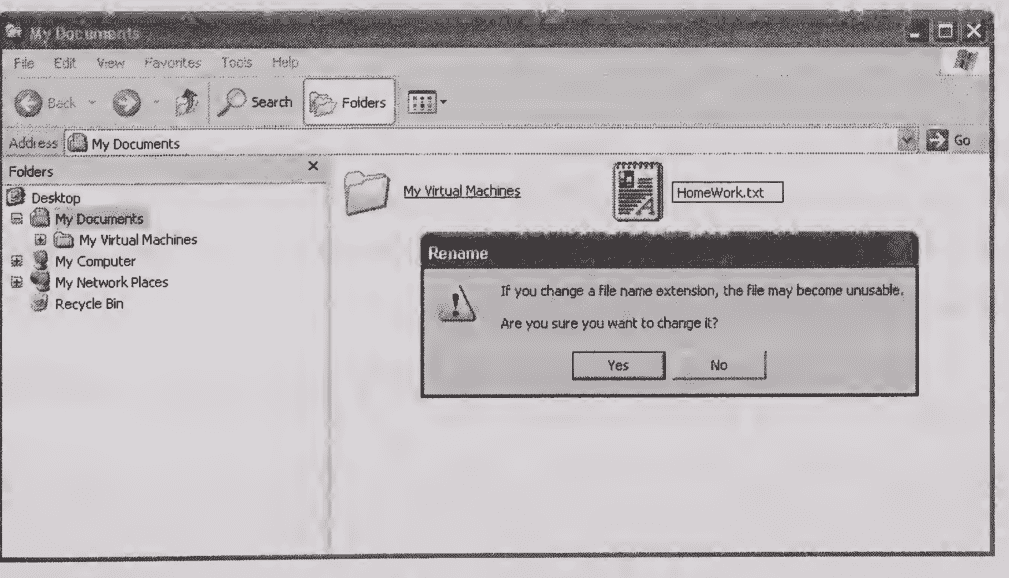 My Documents
File Edit View Favorites Tools Help
Back Search Folders
Address My Documents Go
Folders
Desktop
My Documents
My Virtual Machines
My Computer
My Network Places
Recycle Bin
My Virtual Machines
HomeWork.txt
Rename
If you change a file name extension, the file may become unusable.
Are you sure you want to change it?
Yes No